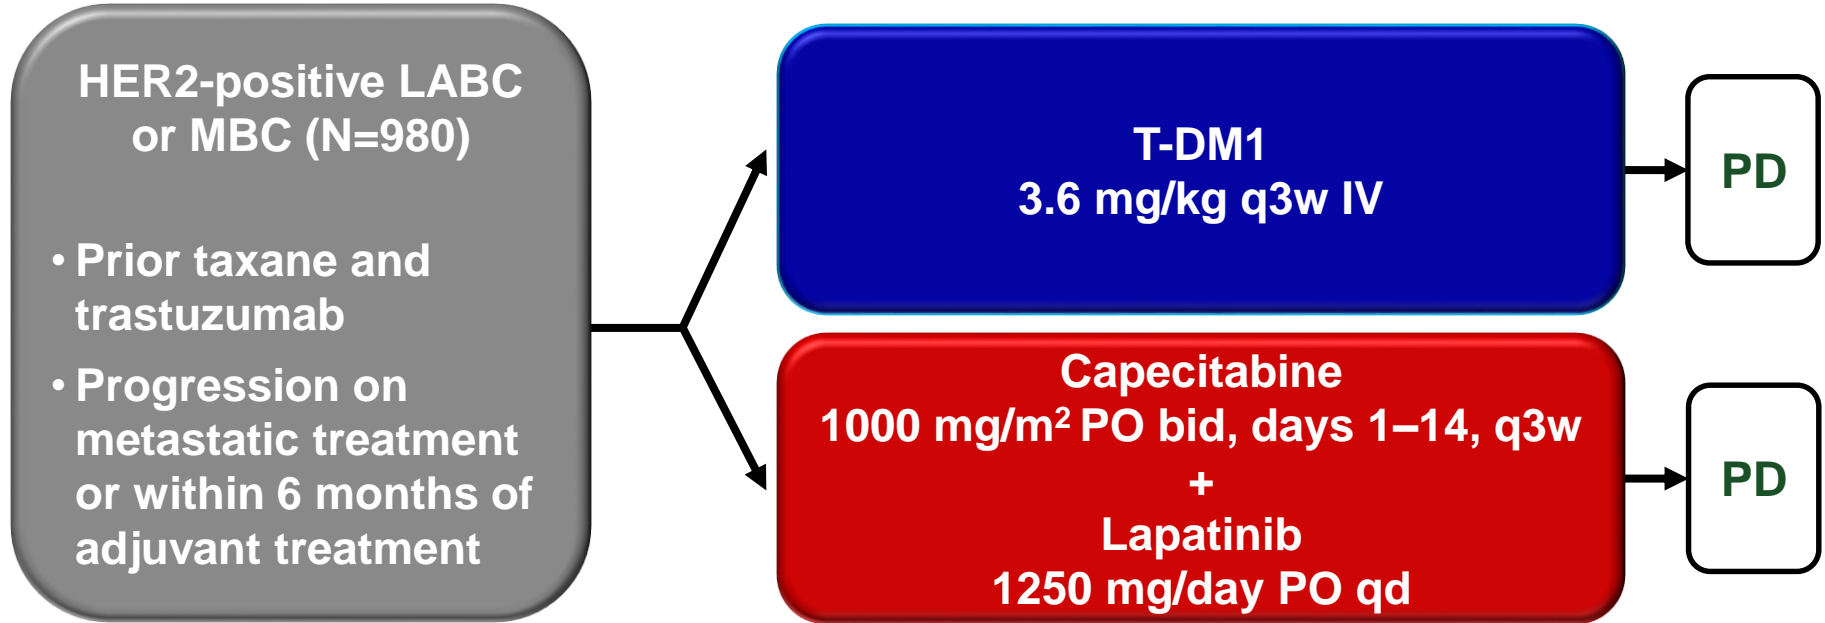 HER2-positive LABC
or MBC (N=980)
• Prior taxane and
trastuzumab
• Progression on
metastatic treatment
or within 6 months of
adjuvant treatment
T-DM1
3.6 mg/kg q3w IV
PD
Capecitabine
1000 mg/m² PO bid, days 1–14, q3w
+
Lapatinib
1250 mg/day PO qd
PD